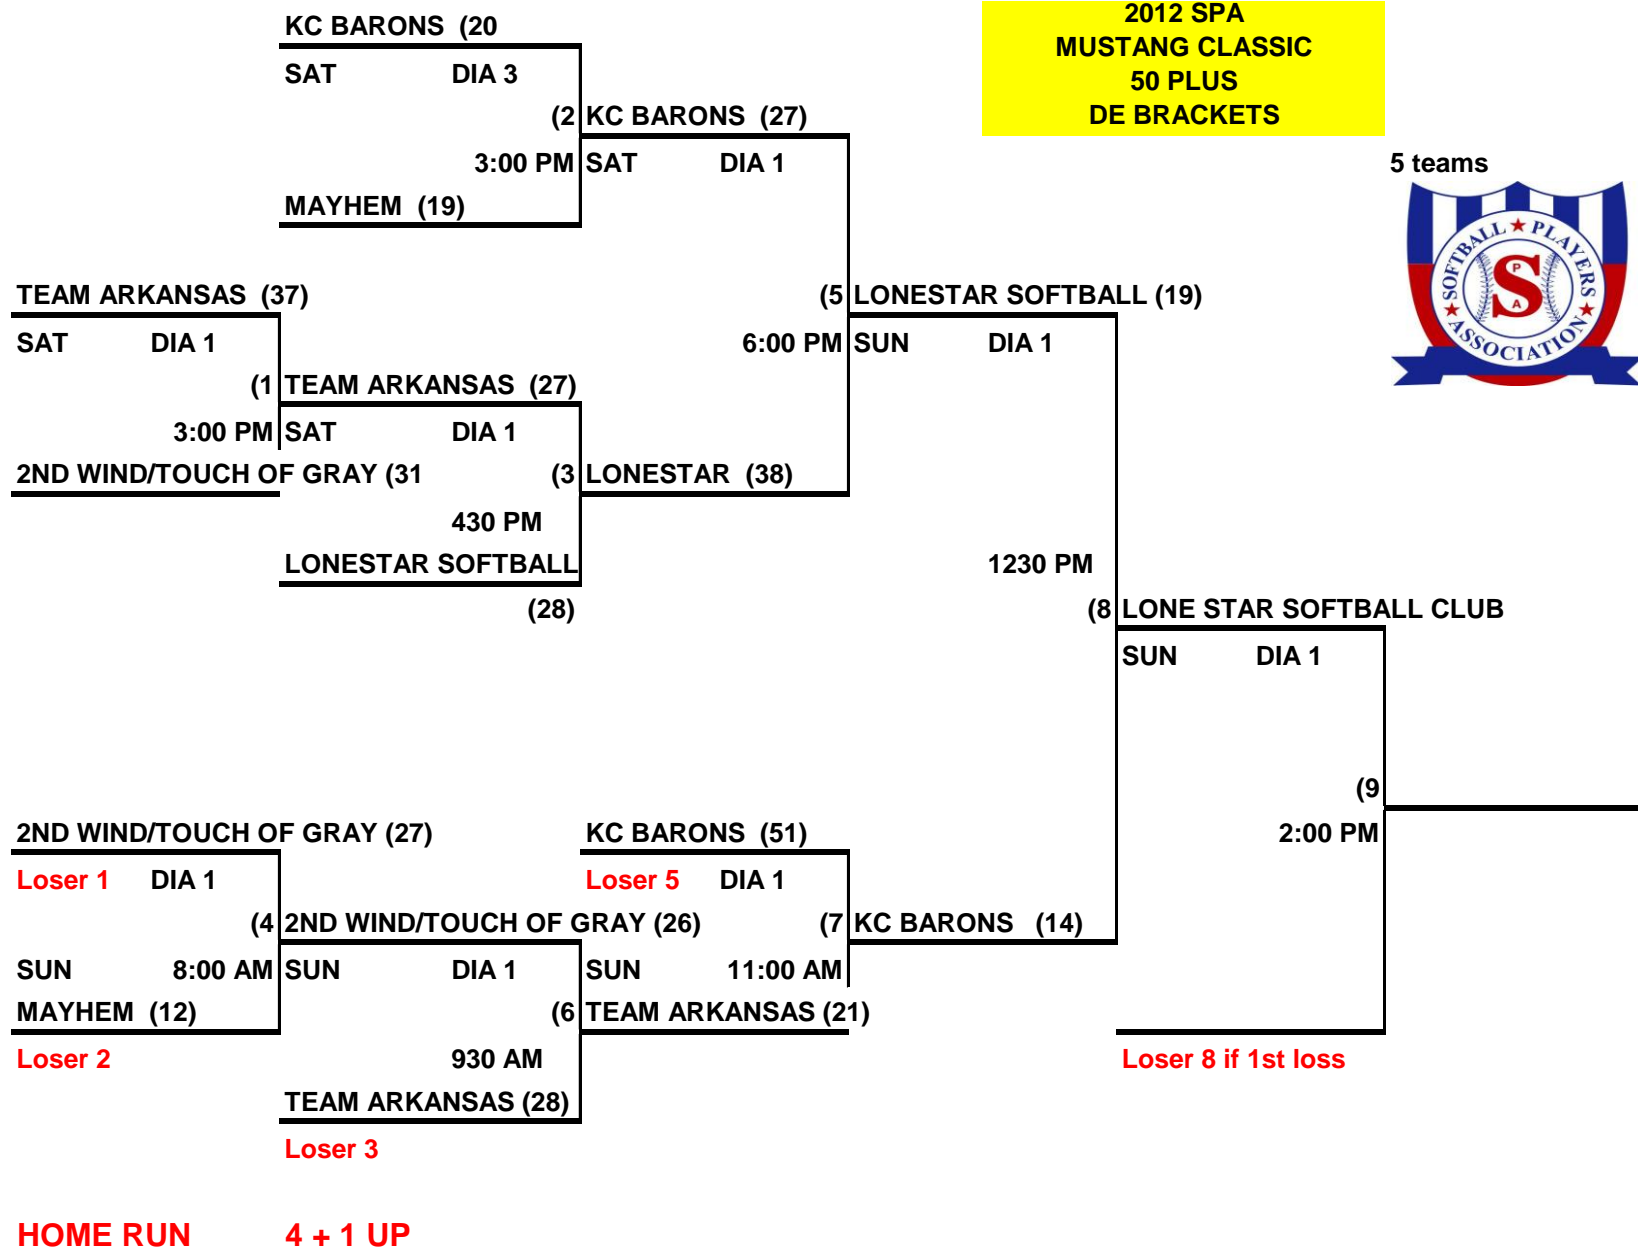 2012 SPA
MUSTANG CLASSIC
50 PLUS
DE BRACKETS
5 teams
SOFTBALL ★ PLAYERS ★ ASSOCIATION ★
P
S
A
KC BARONS (20
SAT DIA 3
(2 KC BARONS (27)
3:00 PM SAT DIA 1
MAYHEM (19)
TEAM ARKANSAS (37) (5 LONESTAR SOFTBALL (19)
SAT DIA 1 6:00 PM SUN DIA 1
(1 TEAM ARKANSAS (27)
3:00 PM SAT DIA 1
2ND WIND/TOUCH OF GRAY (31 (3 LONESTAR (38)
430 PM
LONESTAR SOFTBALL 1230 PM
(28) (8 LONE STAR SOFTBALL CLUB
SUN DIA 1
(9
2ND WIND/TOUCH OF GRAY (27) KC BARONS (51) 2:00 PM
Loser 1 DIA 1 Loser 5 DIA 1
(4 2ND WIND/TOUCH OF GRAY (26) (7 KC BARONS (14)
SUN 8:00 AM SUN DIA 1 SUN 11:00 AM
MAYHEM (12) (6 TEAM ARKANSAS (21)
Loser 2 930 AM Loser 8 if 1st loss
TEAM ARKANSAS (28)
Loser 3
HOME RUN 4 + 1 UP